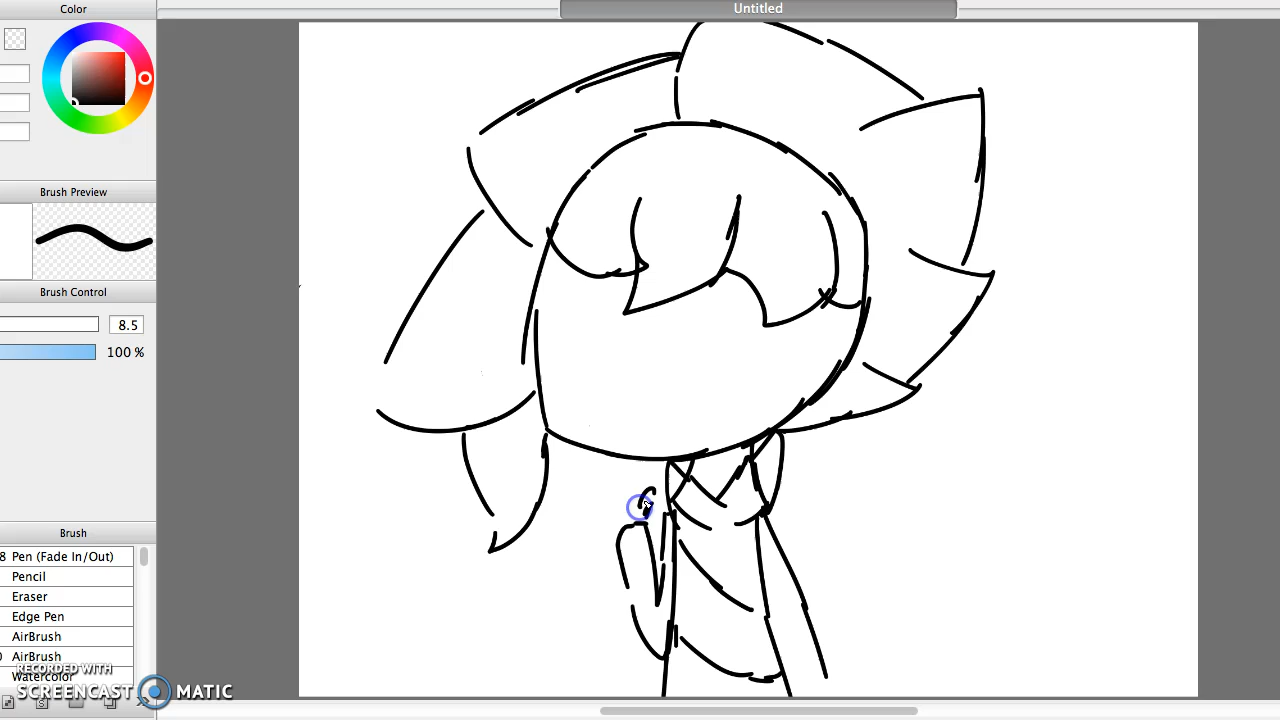 Color
Untitled
Brush Preview
Brush Control
8.5
100 %
Brush
8 Pen (Fade In/Out)
Pencil
Eraser
Edge Pen
AirBrush
0 AirBrush
Watercolor
RECORDED WITH
SCREENCAST MATIC